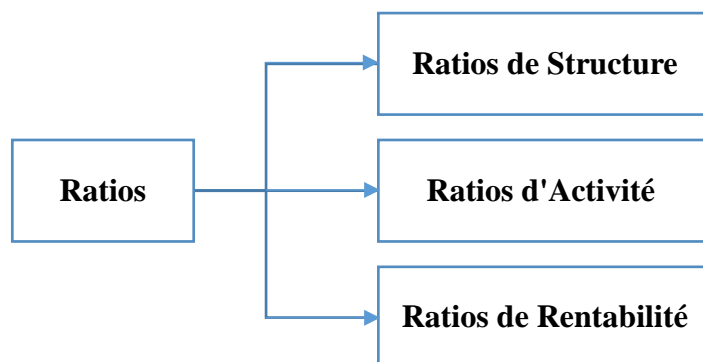 Ratios de Structure
Ratios
Ratios d'Activité
Ratios de Rentabilité